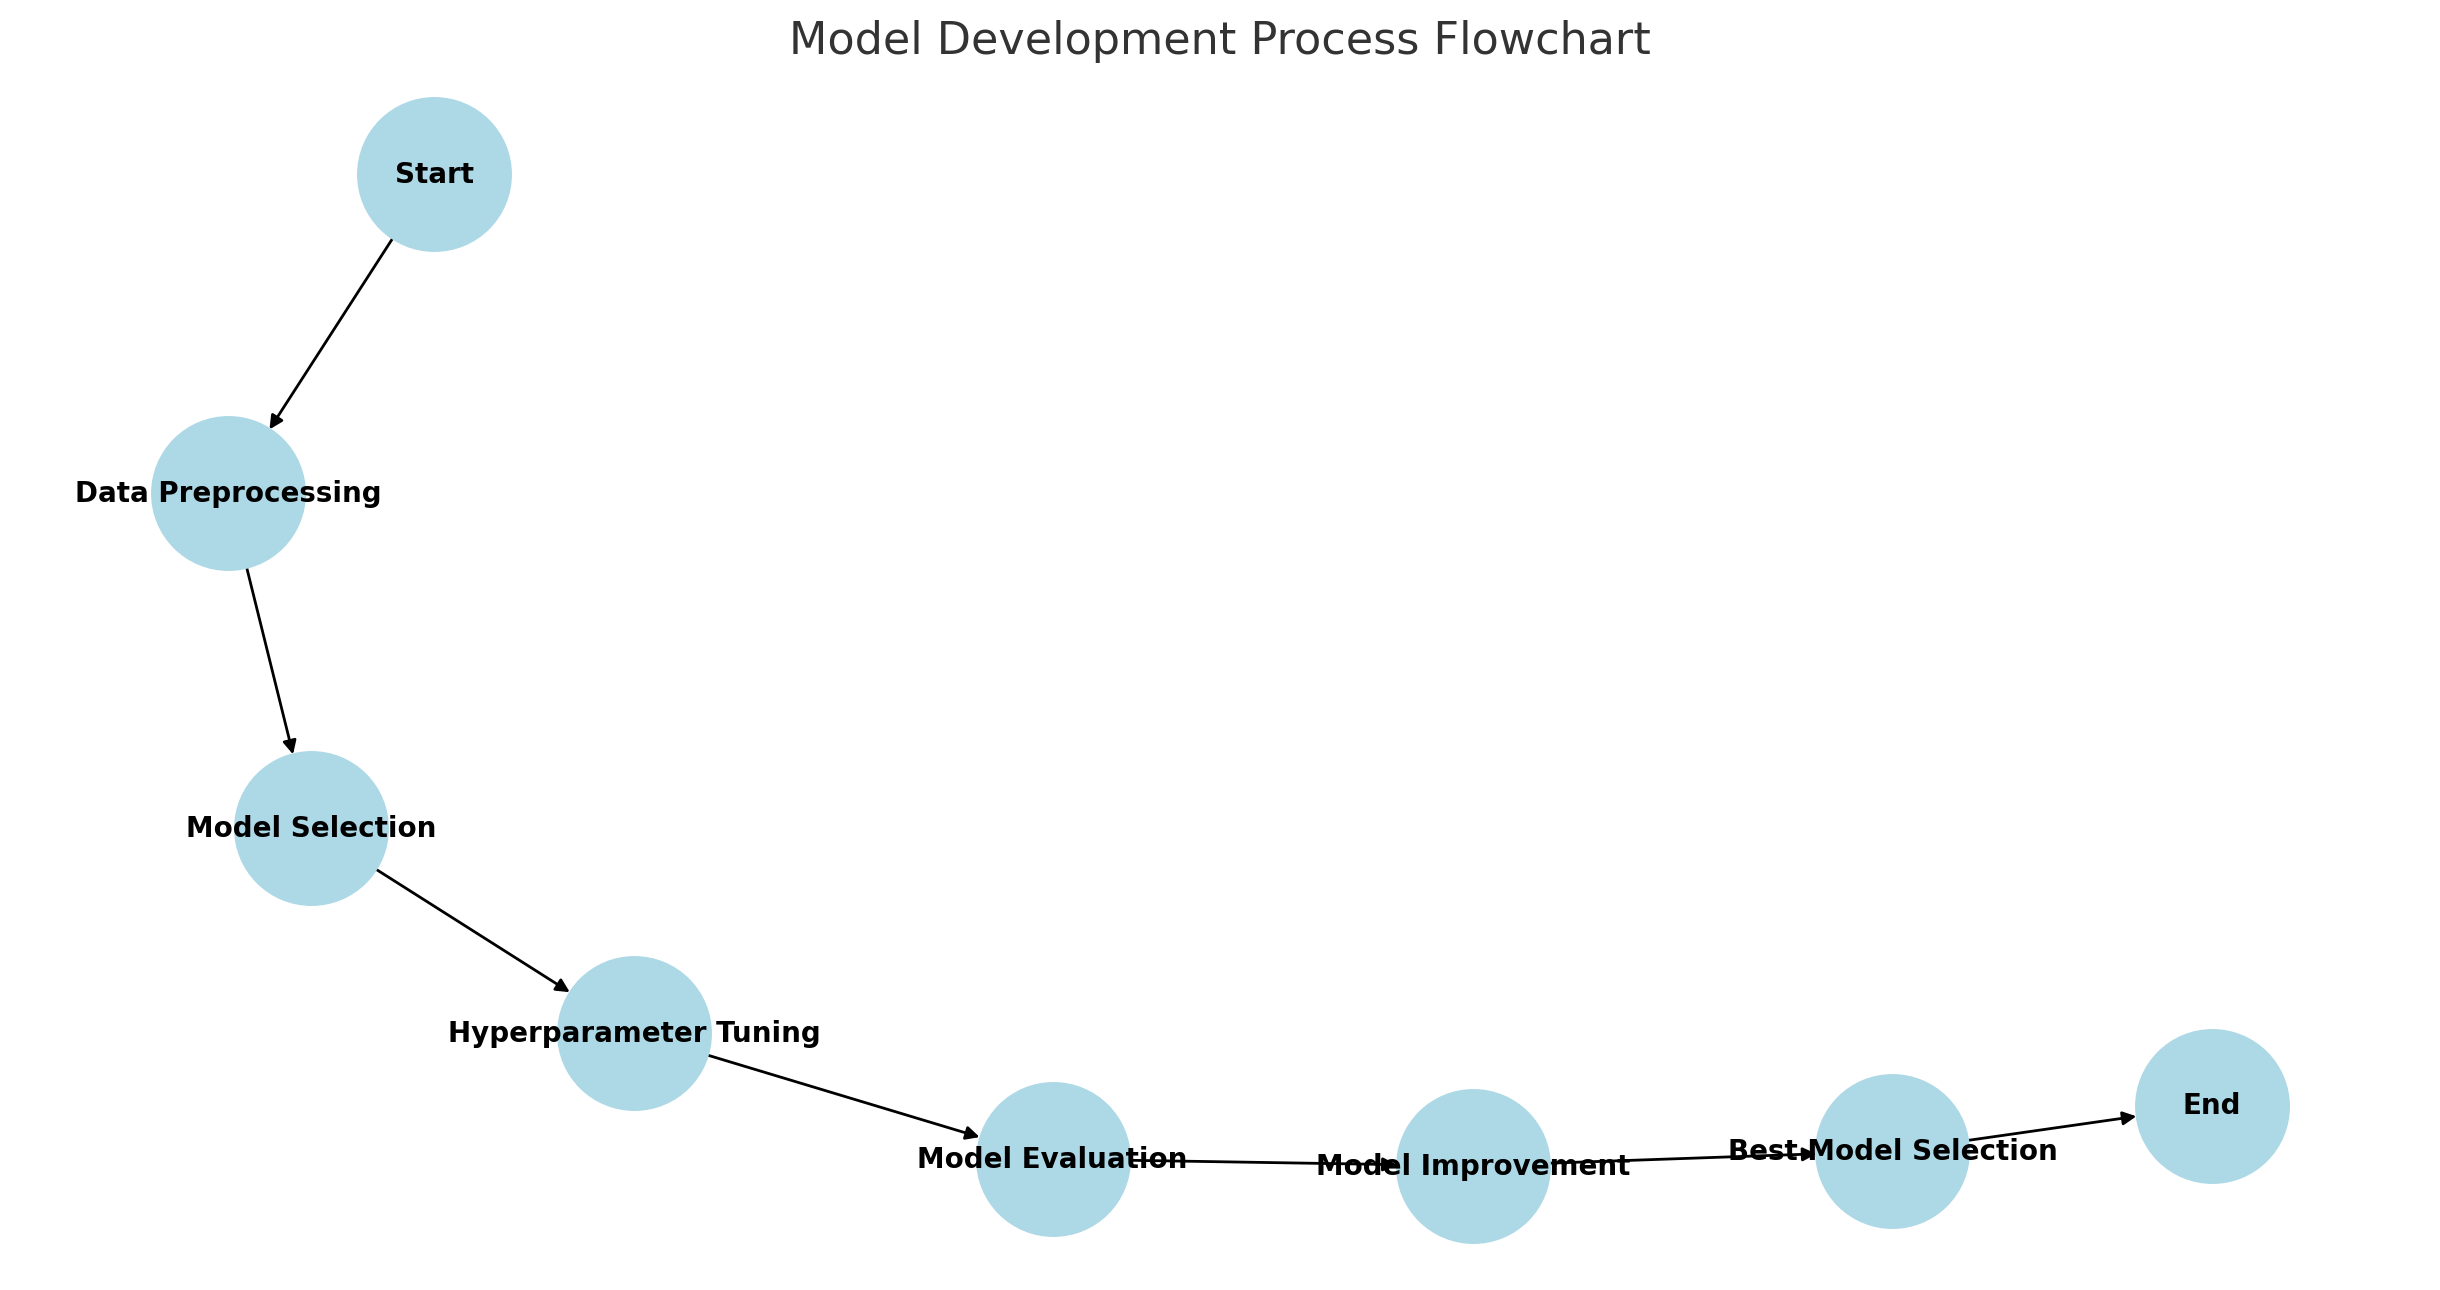 Model Development Process Flowchart
Start
Data Preprocessing
Model Selection
Hyperparameter Tuning
Model Evaluation
Model Improvement
Best Model Selection
End